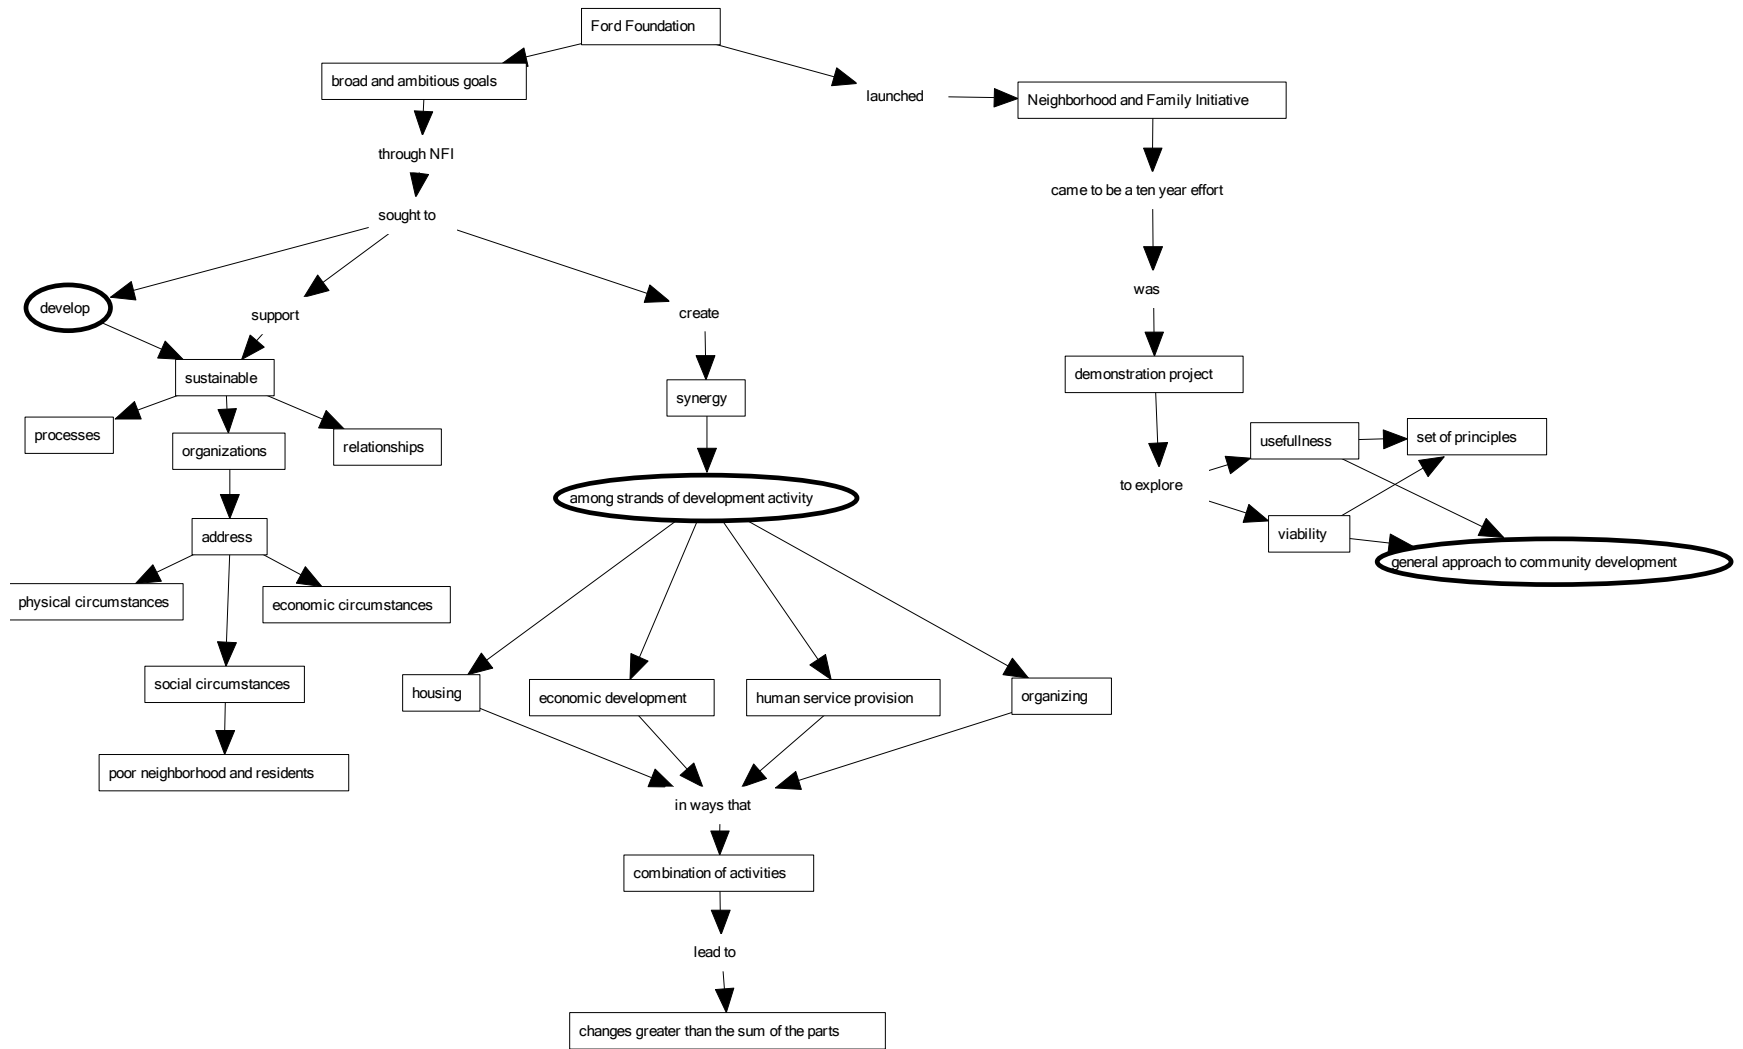 Ford Foundation
broad and ambitious goals
launched
Neighborhood and Family Initiative
through NFI
came to be a ten year effort
sought to
was
develop
support
create
demonstration project
sustainable
synergy
processes
organizations
relationships
usefullness
set of principles
to explore
among strands of development activity
viability
address
general approach to community development
physical circumstances
economic circumstances
social circumstances
housing
economic development
human service provision
organizing
poor neighborhood and residents
in ways that
combination of activities
lead to
changes greater than the sum of the parts